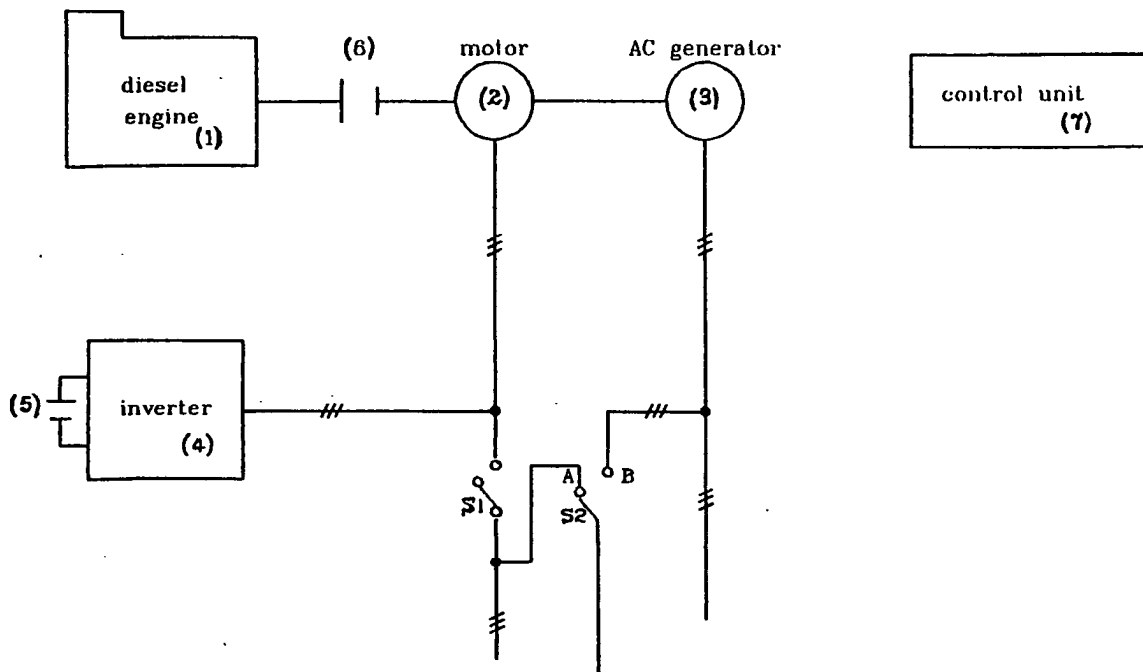 (6)
motor
AC generator
diesel
engine
(1)
(2)
(3)
control unit
(7)
(5)
inverter
(4)
A
B
S1
S2